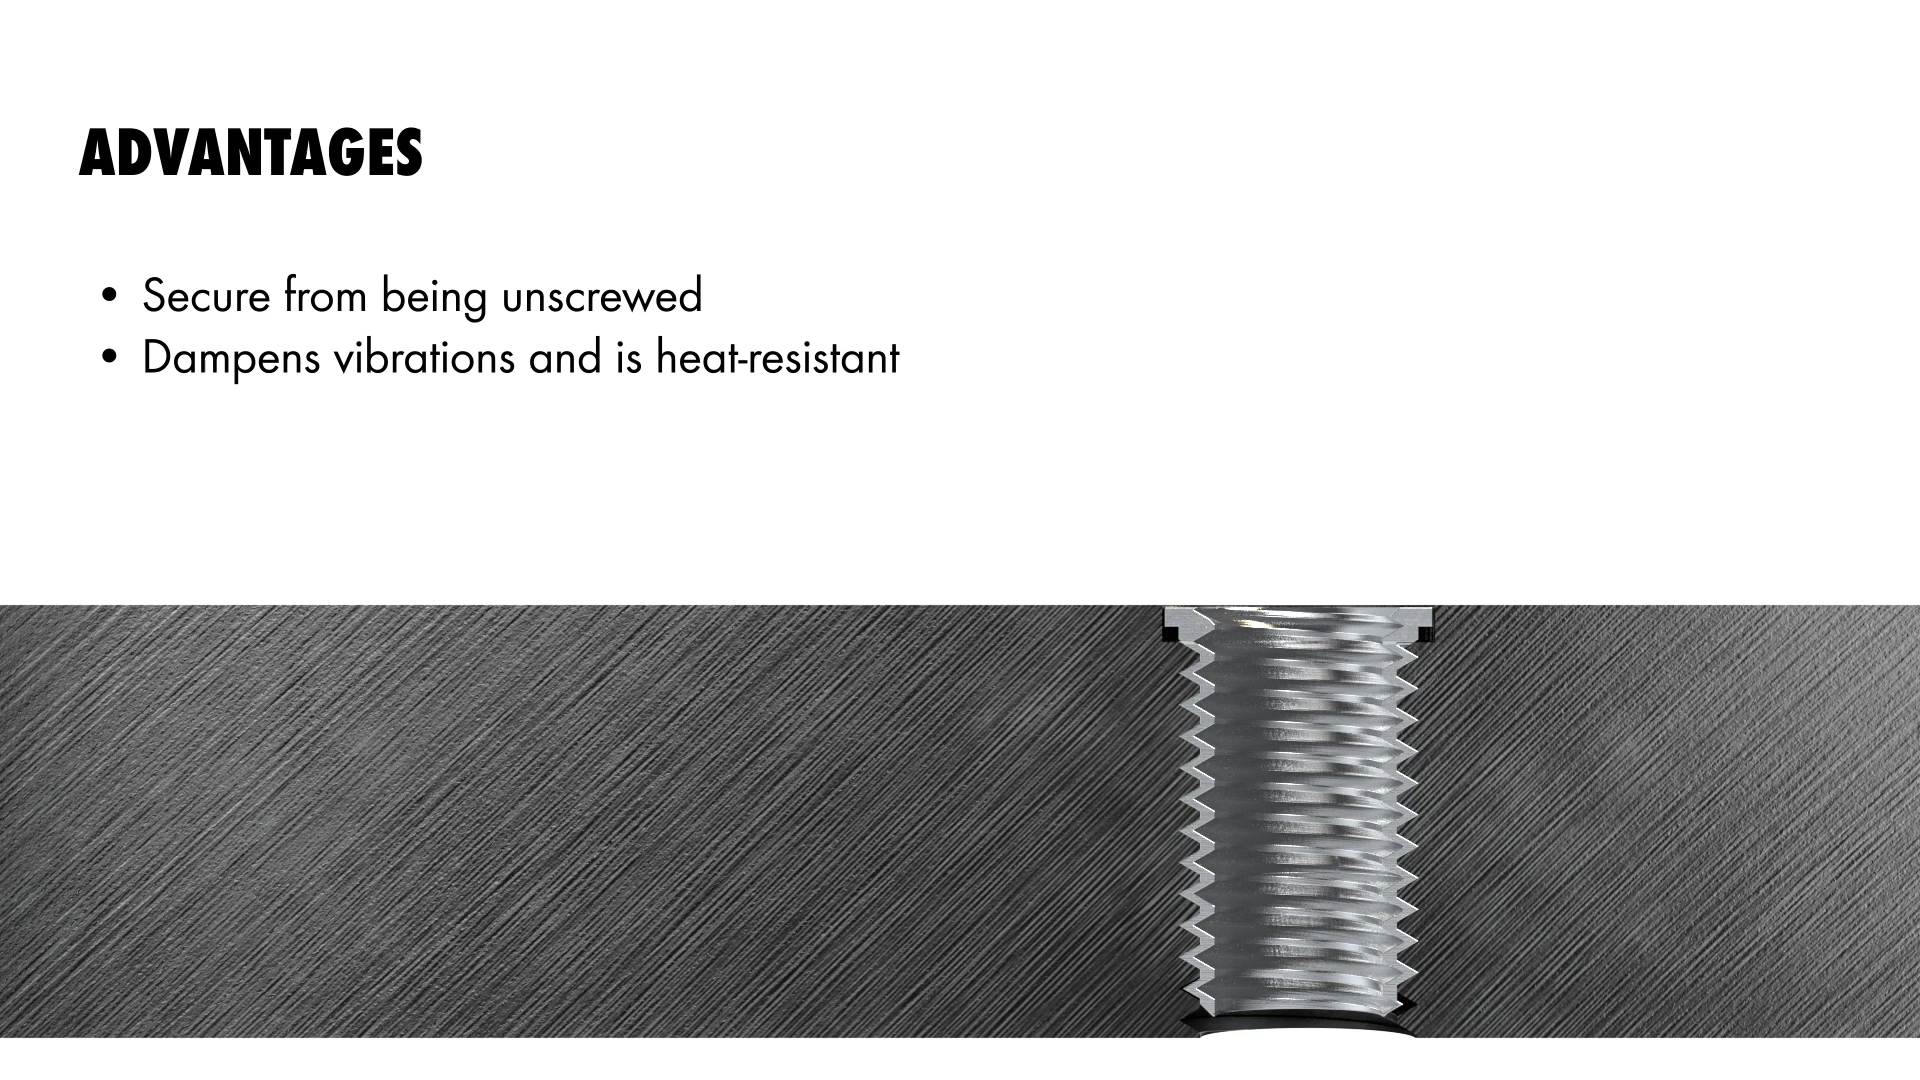 ADVANTAGES
• Secure from being unscrewed
• Dampens vibrations and is heat-resistant